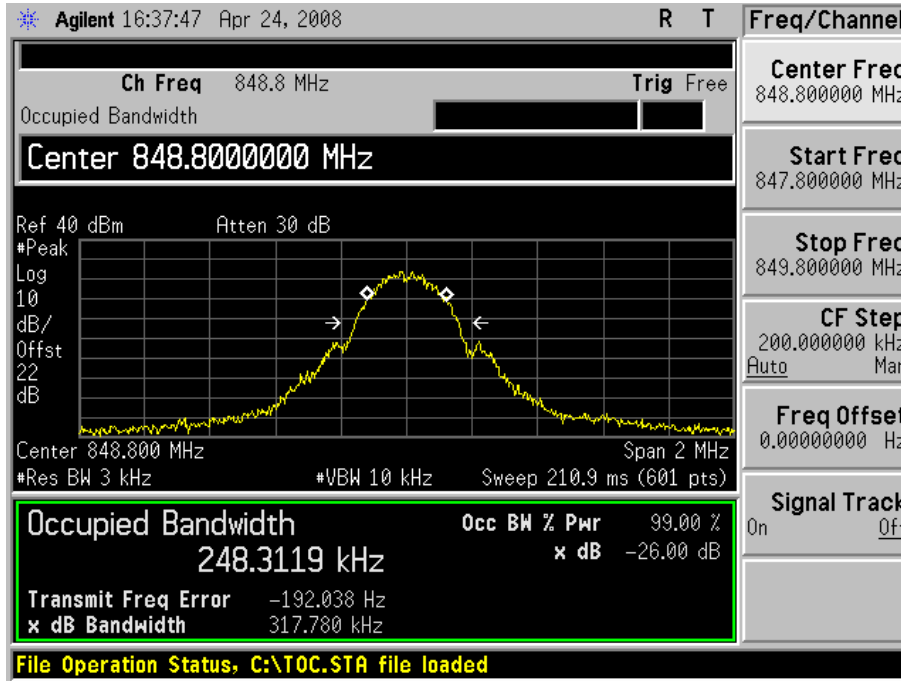 Agilent 16:37:47 Apr 24, 2008 R T
Freq/Channel
Ch Freq 848.8 MHz Trig Free
Occupied Bandwidth
Center 848.8000000 MHz
Ref 40 dBm Atten 30 dB
#Peak
Log
10
dB/
Offst
22
dB
Center 848.800 MHz Span 2 MHz
#Res BW 3 kHz #VBW 10 kHz Sweep 210.9 ms (601 pts)
Occupied Bandwidth
248.3119 kHz
Occ BW % Pwr 99.00 %
x dB -26.00 dB
Transmit Freq Error -192.038 Hz
x dB Bandwidth 317.780 kHz
File Operation Status, C:\TOC.STA file loaded
Center Freq
848.800000 MHz
Start Freq
847.800000 MHz
Stop Freq
849.800000 MHz
CF Step
200.000000 kHz
Auto Man
Freq Offset
0.00000000 Hz
Signal Track
On Off